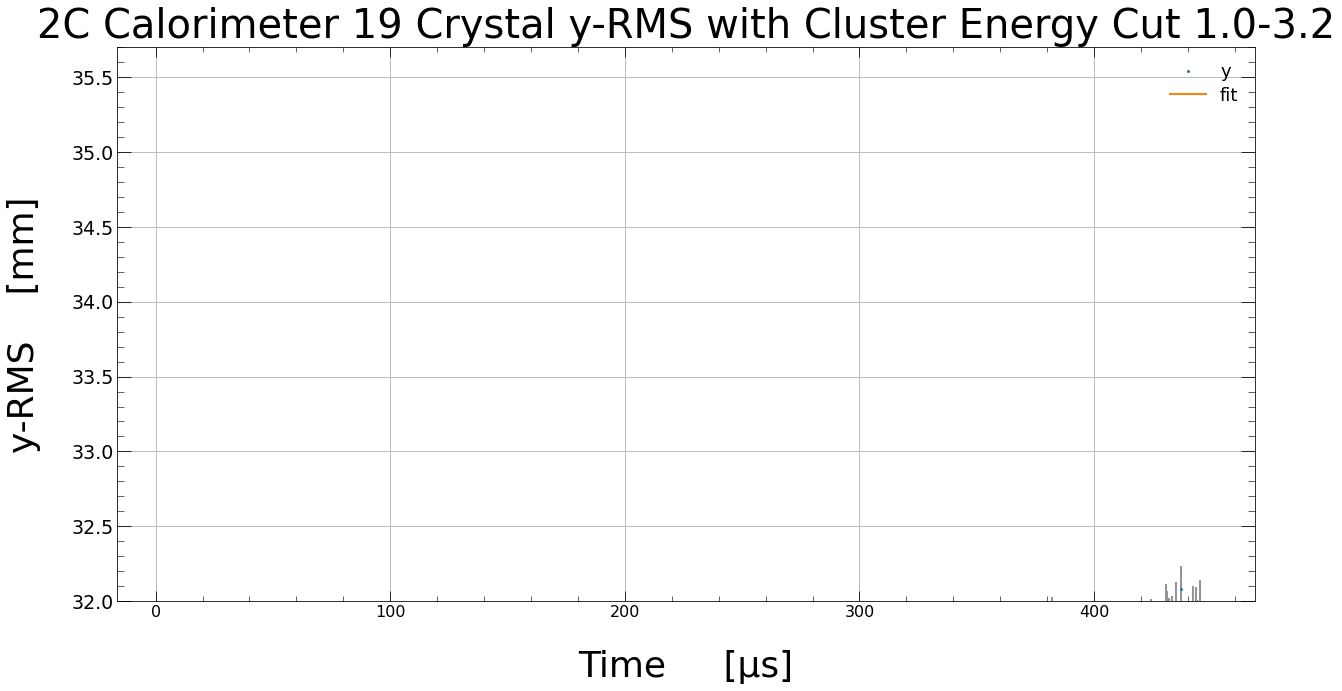 2C Calorimeter 19 Crystal y-RMS with Cluster Energy Cut 1.0-3.2
y
fit
35.5
35.0
34.5
34.0
33.5
33.0
32.5
32.0
y-RMS [mm]
0 100 200 300 400
Time [µs]